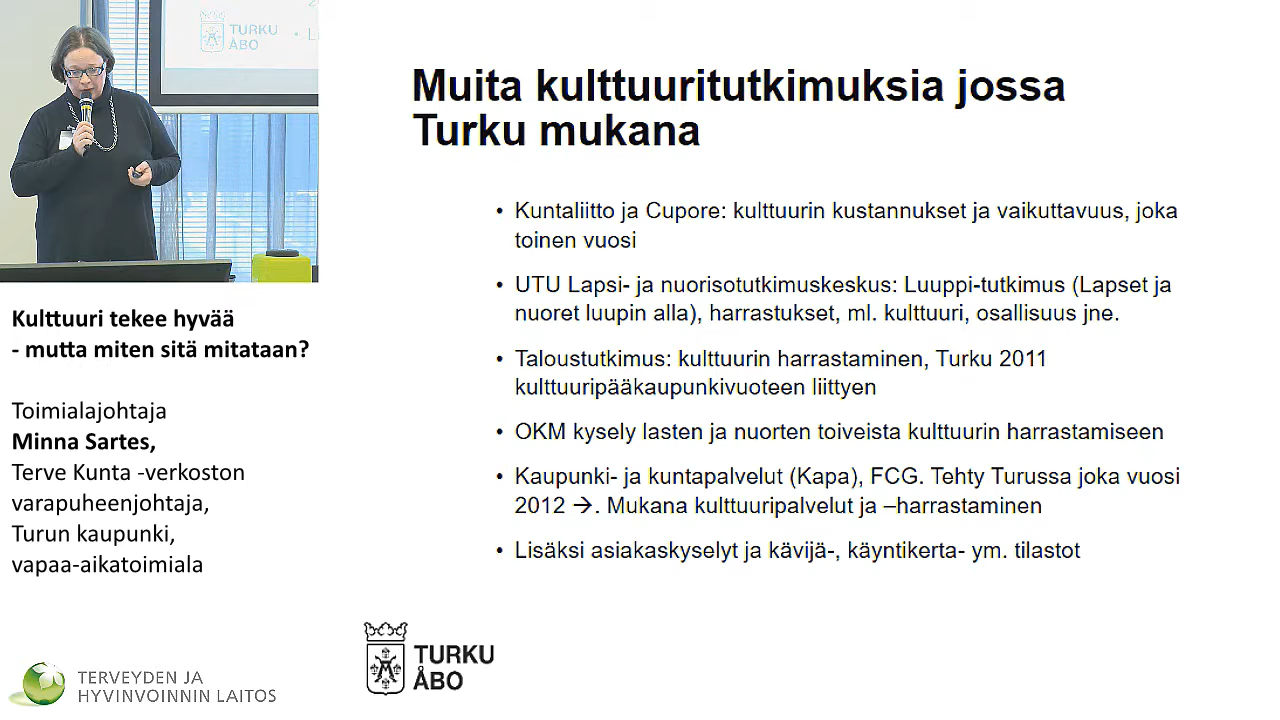 TURKU
ÅBO
Muita kulttuuritutkimuksia jossa
Turku mukana
• Kuntaliitto ja Cupore: kulttuurin kustannukset ja vaikuttavuus, joka
toinen vuosi
• UTU Lapsi- ja nuorisotutkimuskeskus: Luuppi-tutkimus (Lapset ja
nuoret luupin alla), harrastukset, ml. kulttuuri, osallisuus jne.
• Taloustutkimus: kulttuurin harrastaminen, Turku 2011
kulttuuripääkaupunkivuoteen liittyen
• OKM kysely lasten ja nuorten toiveista kulttuurin harrastamiseen
• Kaupunki- ja kuntapalvelut (Kapa), FCG. Tehty Turussa joka vuosi
2012 →. Mukana kulttuuripalvelut ja –harrastaminen
• Lisäksi asiakaskyselyt ja kävijä-, käyntikerta- ym. tilastot
Kulttuuri tekee hyvää
- mutta miten sitä mitataan?
Toimialajohtaja
Minna Sartes,
Terve Kunta -verkoston
varapuheenjohtaja,
Turun kaupunki,
vapaa-aikatoimiala
TERVEYDEN JA
HYVINVOINNIN LAITOS
TURKU
ÅBO